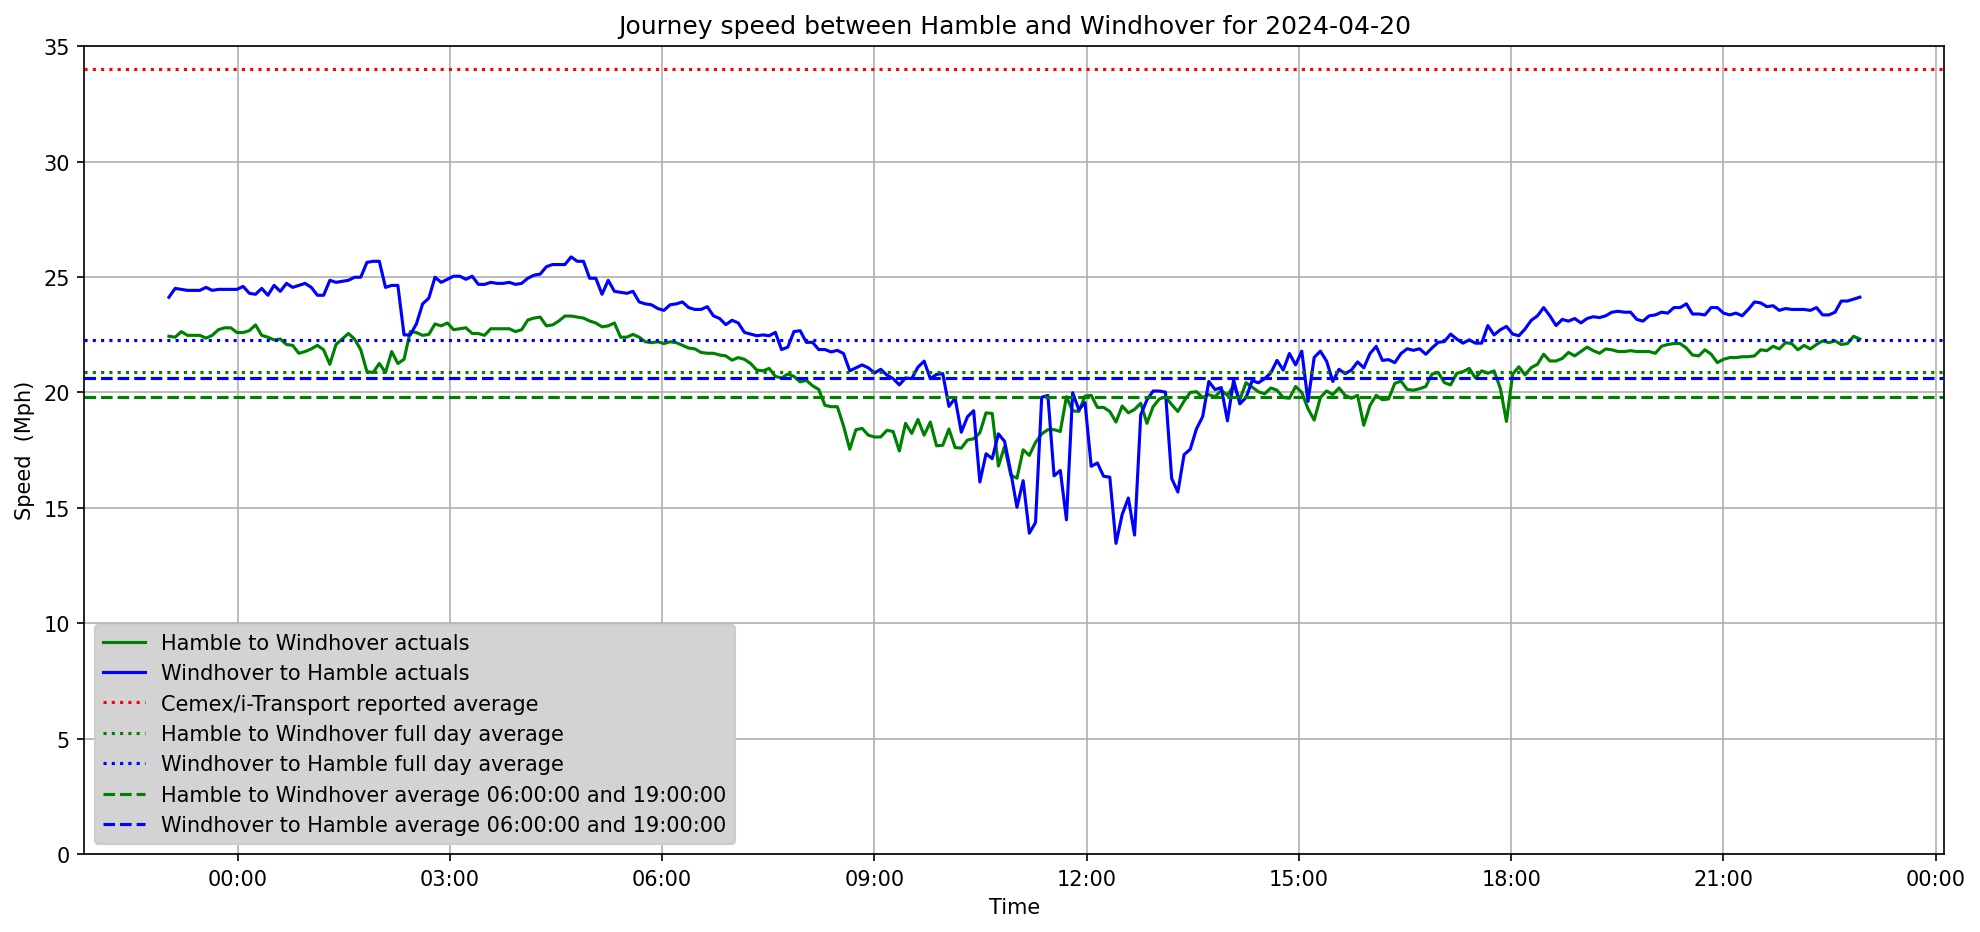 Journey speed between Hamble and Windhover for 2024-04-20
35
30
25
20
15
10
5
0
Speed (Mph)
Hamble to Windhover actuals
Windhover to Hamble actuals
Cemex/i-Transport reported average
Hamble to Windhover full day average
Windhover to Hamble full day average
Hamble to Windhover average 06:00:00 and 19:00:00
Windhover to Hamble average 06:00:00 and 19:00:00
00:00 03:00 06:00 09:00 12:00 15:00 18:00 21:00 00:00
Time